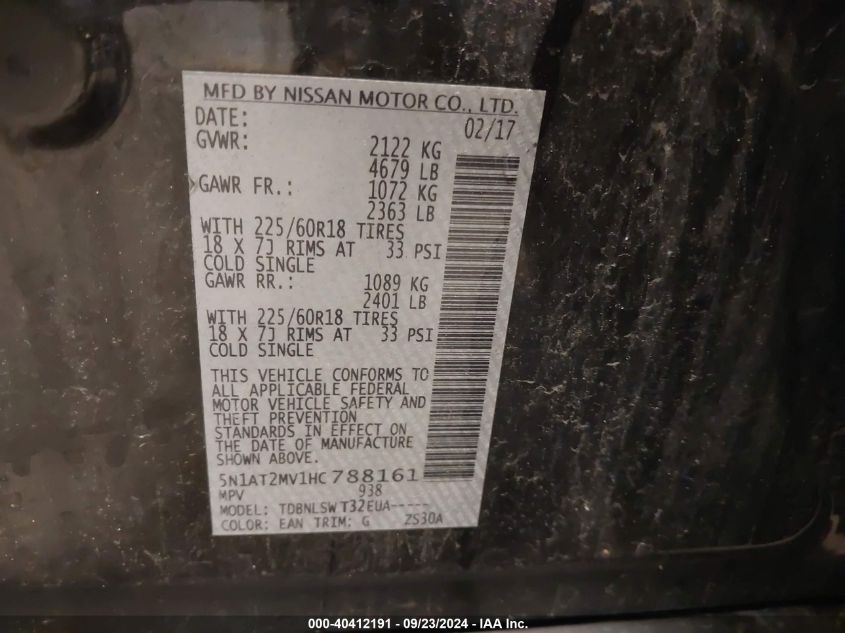 MFD BY NISSAN MOTOR CO., LTD.
DATE: 02/17
GVWR: 2122 KG
4679 LB
GAWR FR.: 1072 KG
2363 LB
WITH 225/60R18 TIRES
18 X 7J RIMS AT 33 PSI
COLD SINGLE
GAWR RR.: 1089 KG
2401 LB
WITH 225/60R18 TIRES
18 X 7J RIMS AT 33 PSI
COLD SINGLE
THIS VEHICLE CONFORMS TO
ALL APPLICABLE FEDERAL
MOTOR VEHICLE SAFETY AND
THEFT PREVENTION
STANDARDS IN EFFECT ON
THE DATE OF MANUFACTURE
SHOWN ABOVE.
5N1AT2MV1HC788161
MPV 938
MODEL: TDBNLSWT32EUA-----
COLOR: EAN TRIM: G ZS30A
000-40412191 - 09/23/2024 - IAA Inc.